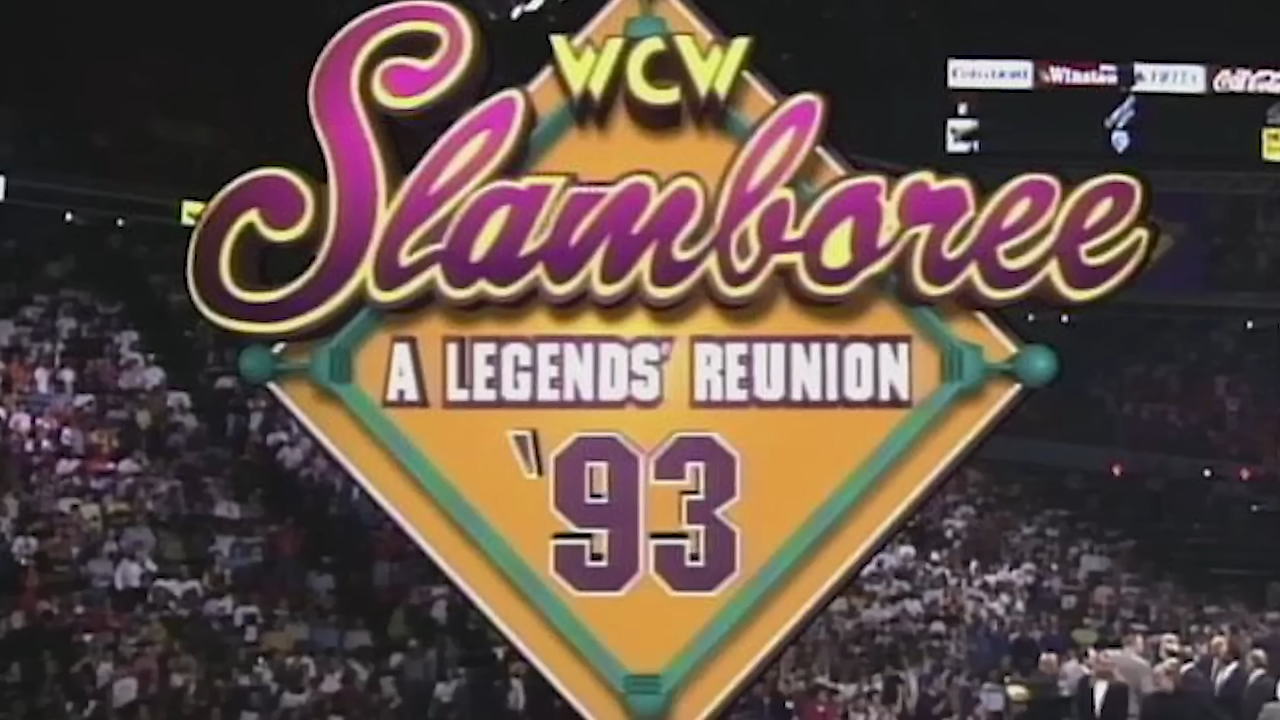 WCW
Slamboree
A LEGENDS' REUNION
'93
Winston
Coca-Cola